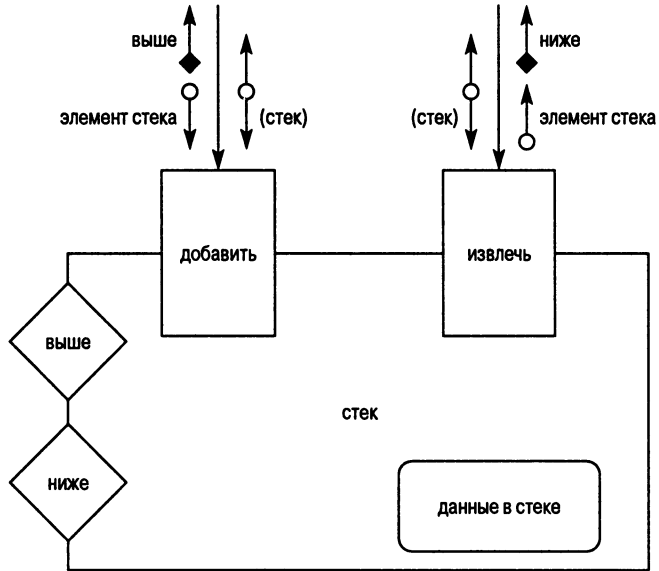 выше
ниже
элемент стека
(стек)
(стек)
элемент стека
добавить
извлечь
выше
стек
ниже
данные в стеке